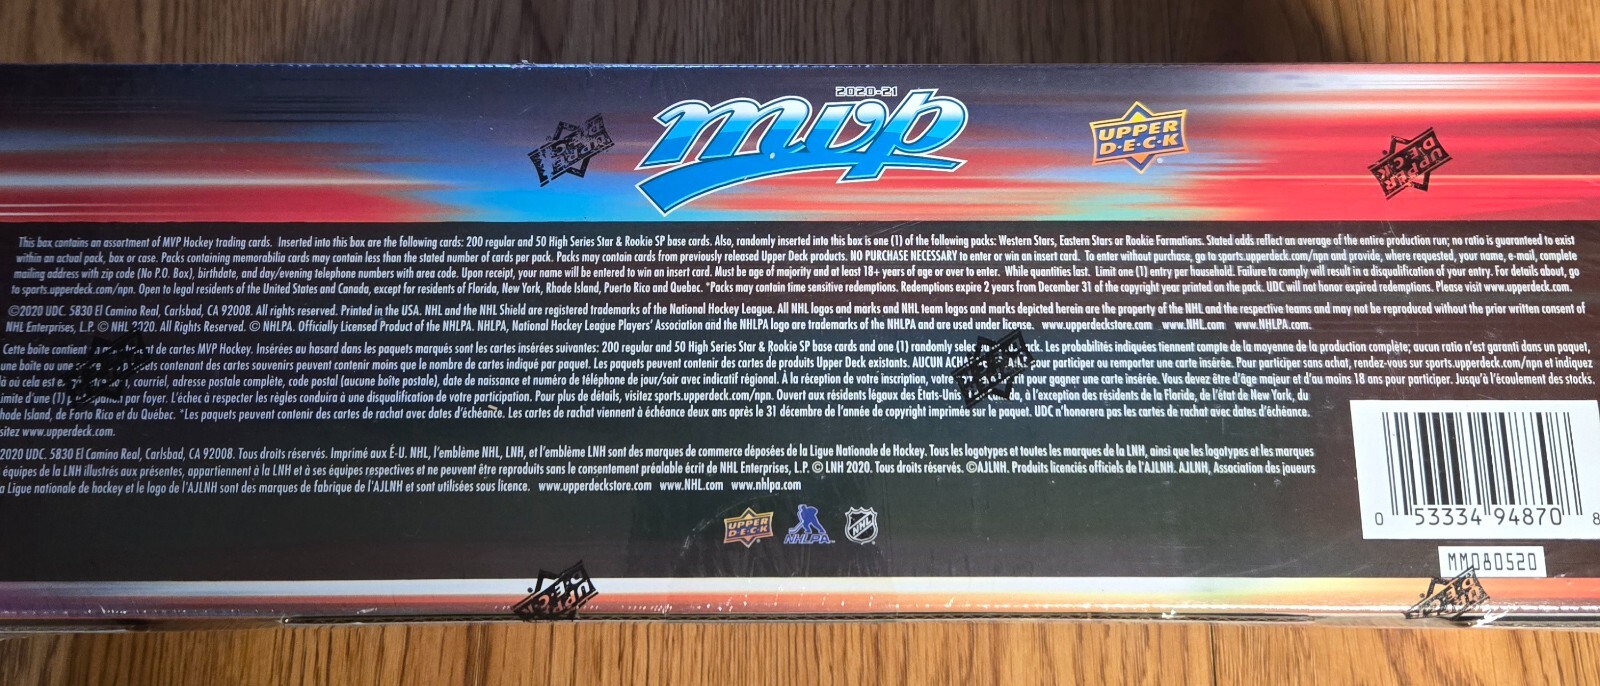 2020-21
mvp
UPPER
D·E·C·K
UPPER
DECK
UPPER
DECK
This box contains an assortment of MVP Hockey trading cards. Inserted into this box are the following cards: 200 regular and 50 High Series Star & Rookie SP base cards. Also, randomly inserted into this box is one (1) of the following packs: Western Stars, Eastern Stars or Rookie Formations. Stated odds reflect an average of the entire production run; no ratio is guaranteed to exist
within an actual pack, box or case. Packs containing memorabilia cards may contain less than the stated number of cards per pack. Packs may contain cards from previously released Upper Deck products. NO PURCHASE NECESSARY to enter or win an insert card. To enter without purchase, go to sports.upperdeck.com/npn and provide, where requested, your name, e-mail, complete
mailing address with zip code (No P.O. Box), birthdate, and day/evening telephone numbers with area code. Upon receipt, your name will be entered to win an insert card. Must be age of majority and at least 18+ years of age or over to enter. While quantities last. Limit one (1) entry per household. Failure to comply will result in a disqualification of your entry. For details about, go
to sports.upperdeck.com/npn. Open to legal residents of the United States and Canada, except for residents of Florida, New York, Rhode Island, Puerto Rico and Quebec. *Packs may contain time sensitive redemptions. Redemptions expire 2 years from December 31 of the copyright year printed on the pack. UDC will not honor expired redemptions. Please visit www.upperdeck.com.
©2020 UDC. 5830 El Camino Real, Carlsbad, CA 92008. All rights reserved. Printed in the USA. NHL and the NHL Shield are registered trademarks of the National Hockey League. All NHL logos and marks and NHL team logos and marks depicted herein are the property of the NHL and the respective teams and may not be reproduced without the prior written consent of
NHL Enterprises, L.P. © NHL 2020. All Rights Reserved. © NHLPA. Officially Licensed Product of the NHLPA. NHLPA, National Hockey League Players' Association and the NHLPA logo are trademarks of the NHLPA and are used under license. www.upperdeckstore.com www.NHL.com www.NHLPA.com.
Cette boîte contient de cartes MVP Hockey. Insérées au hasard dans les paquets marqués sont les cartes insérées suivantes: 200 regular and 50 High Series Star & Rookie SP base cards and one (1) randomly Les probabilités indiquées tiennent compte de la moyenne de la production complète; aucun ratio n'est garanti dans un paquet,
une boîte ou une contenant des cartes souvenirs peuvent contenir moins que le nombre de cartes indiqué par paquet. Les paquets peuvent contenir des cartes de produits Upper Deck existants. AUCUN pour participer ou remporter une carte insérée. Pour participer sans achat, rendez-vous sur sports.upperdeck.com/npn et indiquez
là où cela est courriel, adresse postale complète, code postal (aucune boîte postale), date de naissance et numéro de téléphone de jour/soir avec indicatif régional. À la réception de votre inscription, votre pour gagner une carte insérée. Vous devez être d'âge majeur et d'au moins 18 ans pour participer. Jusqu'à l'écoulement des stocks.
imite d'une (1) par foyer. L'échec à respecter les règles conduira à une disqualification de votre participation. Pour plus de détails, visitez sports.upperdeck.com/npn. Ouvert aux résidents légaux des États-Unis à l'exception des résidents de la Floride, de l'état de New York, du
hode Island, de Porto Rico et du Québec. *Les paquets peuvent contenir des cartes de rachat avec dates d'échéance. Les cartes de rachat viennent à échéance deux ans après le 31 décembre de l'année de copyright imprimée sur le paquet. UDC n'honorera pas les cartes de rachat avec dates d'échéance.
sitez www.upperdeck.com.
2020 UDC. 5830 El Camino Real, Carlsbad, CA 92008. Tous droits réservés. Imprimé aux É-U. NHL, l'emblème NHL, LNH, et l'emblème LNH sont des marques de commerce déposées de la Ligue Nationale de Hockey. Tous les logotypes et toutes les marques de la LNH, ainsi que les logotypes et les marques
équipes de la LNH illustrés aux présentes, appartiennent à la LNH et à ses équipes respectives et ne peuvent être reproduits sans le consentement préalable écrit de NHL Enterprises, L.P. © LNH 2020. Tous droits réservés. ©AJLNH. Produits licenciés officiels de l'AJLNH. AJLNH, Association des joueurs
a Ligue nationale de hockey et le logo de l'AJLNH sont des marques de fabrique de l'AJLNH et sont utilisées sous licence. www.upperdeckstore.com www.NHL.com www.nhlpa.com
0 53334 94870 8
UPPER
D·E·C·K
NHLPA
NHL
MM080520
UPPER
DECK
UPPER
DECK